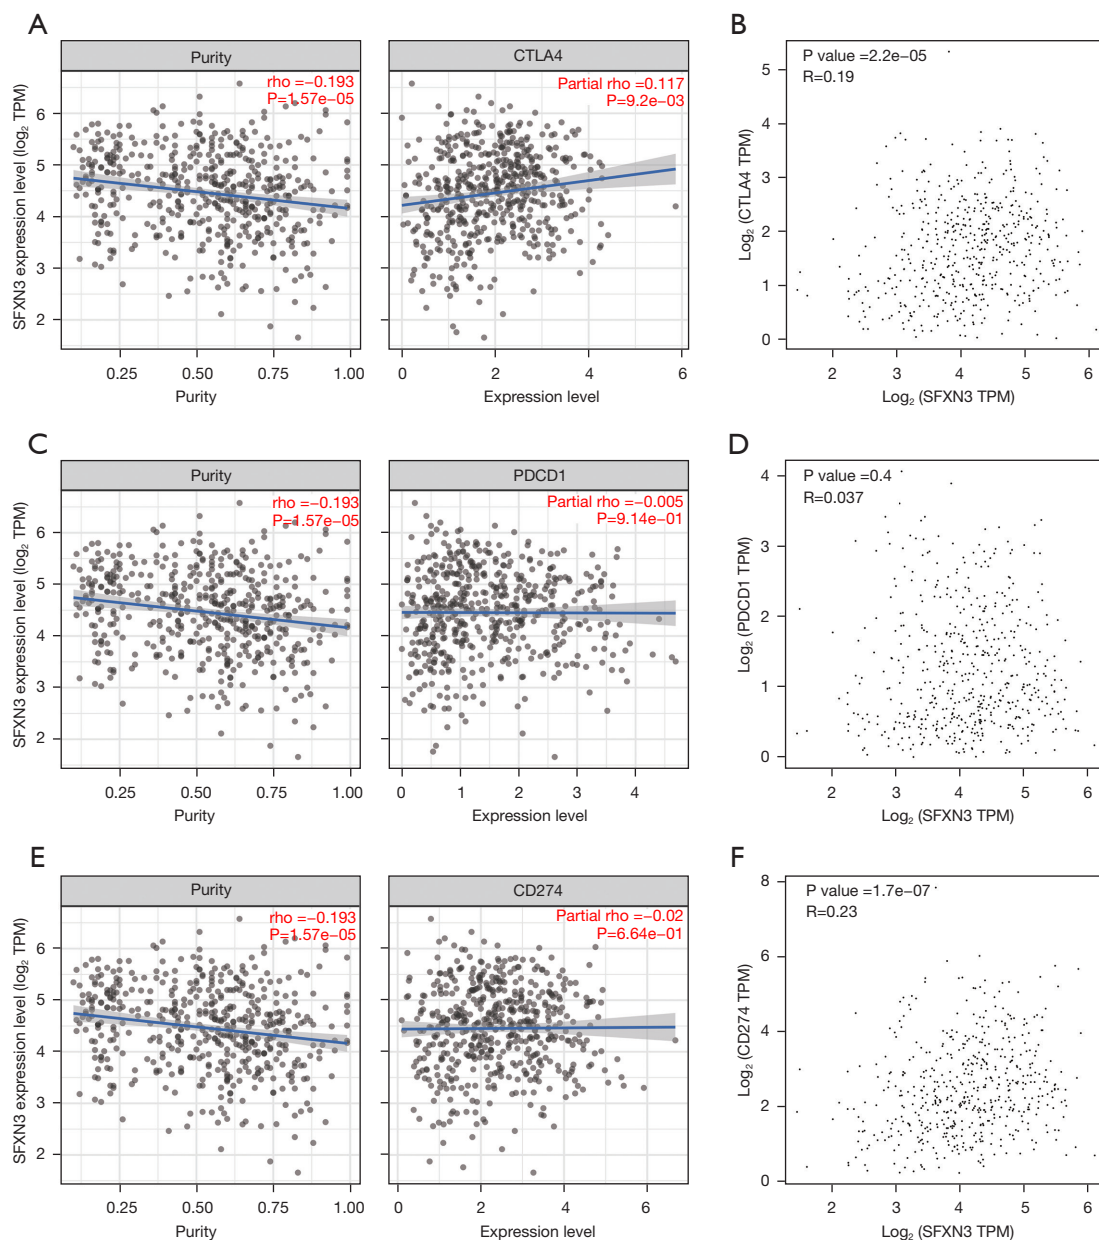 A
Purity
CTLA4
rho =−0.193
P=1.57e−05
Partial rho =0.117
P=9.2e−03
SFXN3 expression level (log₂ TPM)
6
5
4
3
2
0.25 0.50 0.75 1.00
Purity
0 2 4 6
Expression level
B
P value =2.2e−05
R=0.19
Log₂ (CTLA4 TPM)
5
4
3
2
1
0
2 3 4 5 6
Log₂ (SFXN3 TPM)
C
Purity
PDCD1
rho =−0.193
P=1.57e−05
Partial rho =−0.005
P=9.14e−01
SFXN3 expression level (log₂ TPM)
6
5
4
3
2
0.25 0.50 0.75 1.00
Purity
0 1 2 3 4
Expression level
D
P value =0.4
R=0.037
Log₂ (PDCD1 TPM)
4
3
2
1
0
2 3 4 5 6
Log₂ (SFXN3 TPM)
E
Purity
CD274
rho =−0.193
P=1.57e−05
Partial rho =−0.02
P=6.64e−01
SFXN3 expression level (log₂ TPM)
6
5
4
3
2
0.25 0.50 0.75 1.00
Purity
0 2 4 6
Expression level
F
P value =1.7e−07
R=0.23
Log₂ (CD274 TPM)
8
6
4
2
0
2 3 4 5 6
Log₂ (SFXN3 TPM)